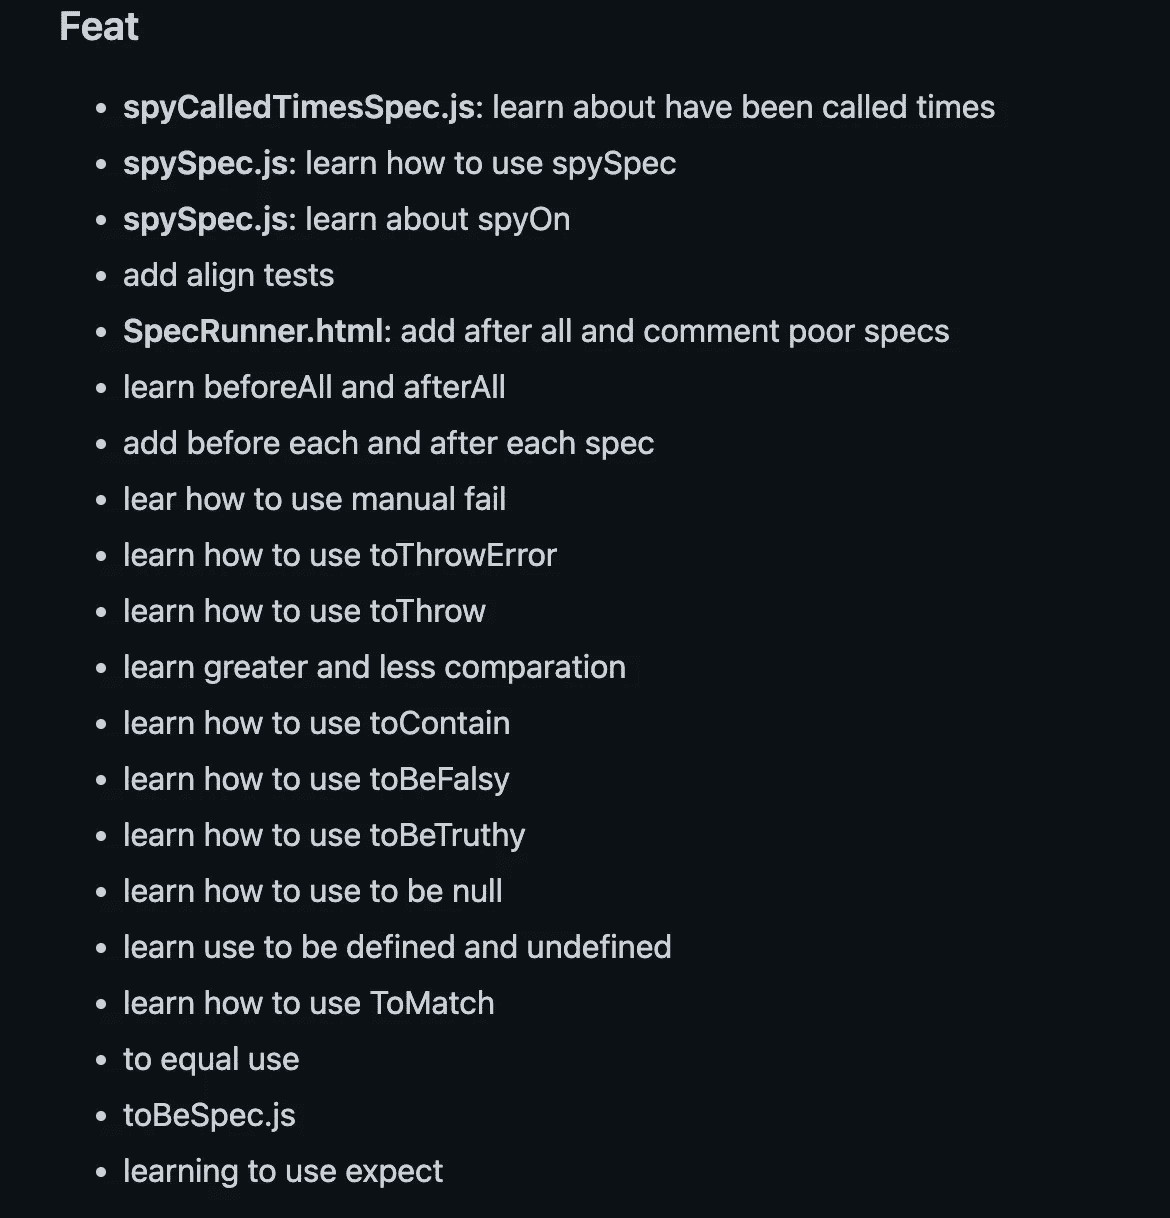 Feat
spyCalledTimesSpec.js: learn about have been called times
spySpec.js: learn how to use spySpec
spySpec.js: learn about spyOn
add align tests
SpecRunner.html: add after all and comment poor specs
learn beforeAll and afterAll
add before each and after each spec
lear how to use manual fail
learn how to use toThrowError
learn how to use toThrow
learn greater and less comparation
learn how to use toContain
learn how to use toBeFalsy
learn how to use toBeTruthy
learn how to use to be null
learn use to be defined and undefined
learn how to use ToMatch
to equal use
toBeSpec.js
learning to use expect